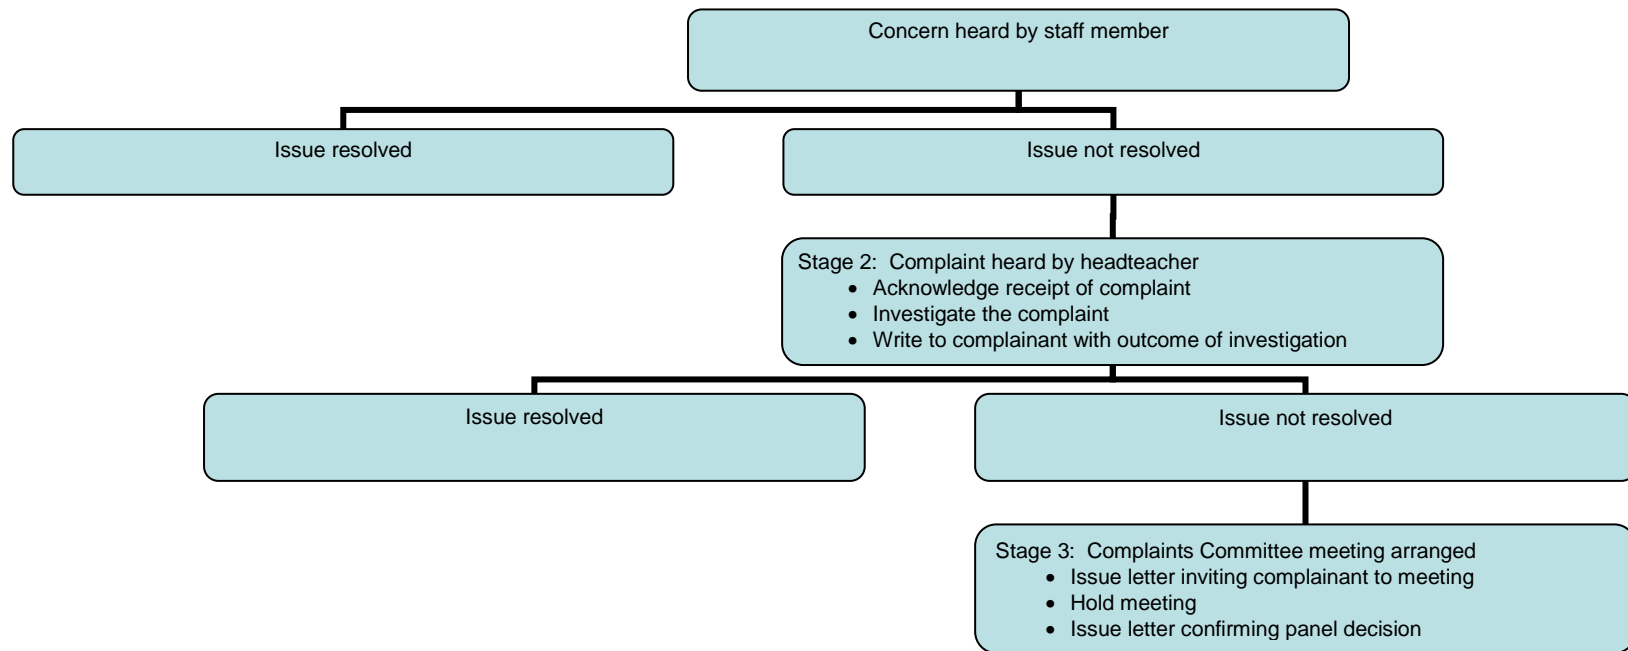 Concern heard by staff member
Issue resolved
Issue not resolved
Stage 2:  Complaint heard by headteacher
• Acknowledge receipt of complaint
• Investigate the complaint
• Write to complainant with outcome of investigation
Issue resolved
Issue not resolved
Stage 3:  Complaints Committee meeting arranged
• Issue letter inviting complainant to meeting
• Hold meeting
• Issue letter confirming panel decision